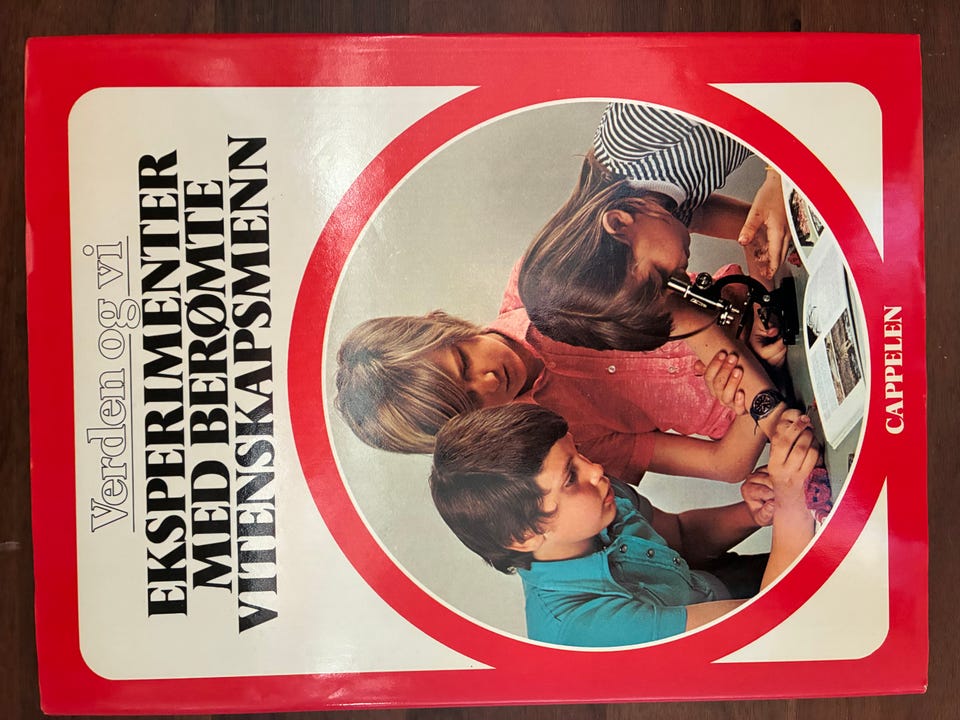 Verden og vi
EKSPERIMENTER
MED BERØMTE
VITENSKAPSMENN
CAPPELEN